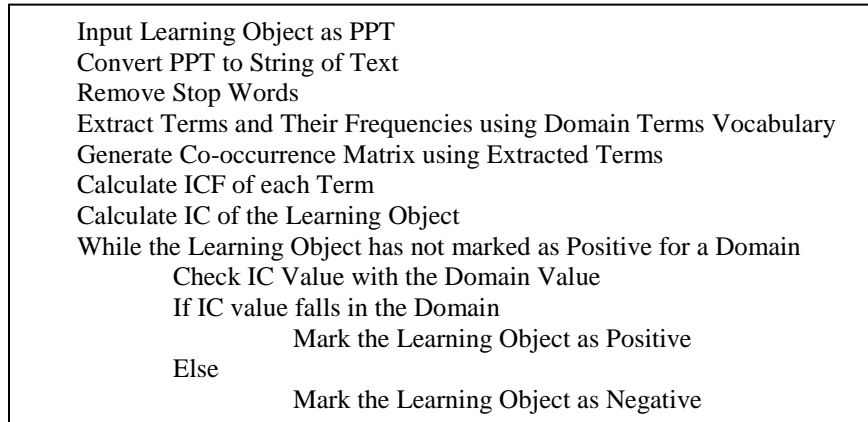 Input Learning Object as PPT
Convert PPT to String of Text
Remove Stop Words
Extract Terms and Their Frequencies using Domain Terms Vocabulary
Generate Co-occurrence Matrix using Extracted Terms
Calculate ICF of each Term
Calculate IC of the Learning Object
While the Learning Object has not marked as Positive for a Domain
Check IC Value with the Domain Value
If IC value falls in the Domain
Mark the Learning Object as Positive
Else
Mark the Learning Object as Negative